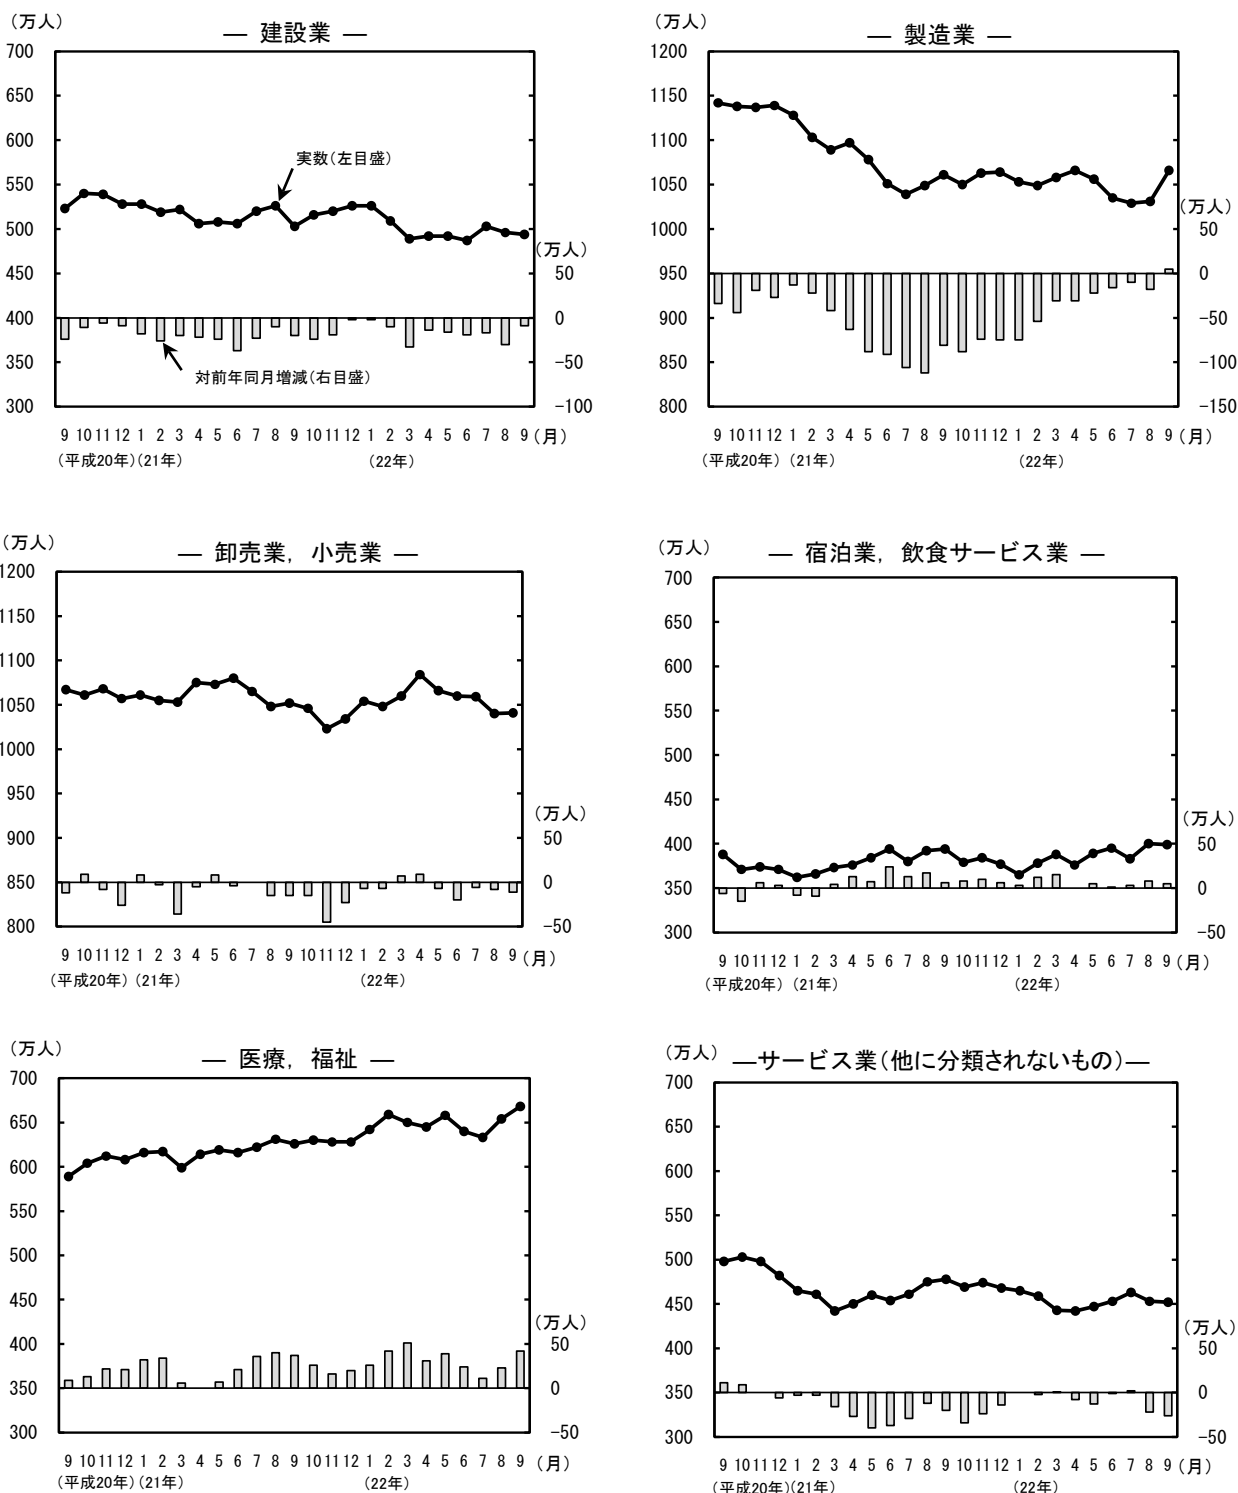 （万人）
― 建設業 ―
700
650
600
550
500
450
400
350
300
実数（左目盛）
対前年同月増減（右目盛）
（万人）
50
0
-50
-100
9 10 11 12 1 2 3 4 5 6 7 8 9 10 11 12 1 2 3 4 5 6 7 8 9 （月）
（平成20年）（21年） （22年）
（万人）
― 製造業 ―
1200
1150
1100
1050
1000
950
900
850
800
（万人）
50
0
-50
-100
-150
9 10 11 12 1 2 3 4 5 6 7 8 9 10 11 12 1 2 3 4 5 6 7 8 9 （月）
（平成20年）（21年） （22年）
（万人）
― 卸売業，小売業 ―
1200
1150
1100
1050
1000
950
900
850
800
（万人）
50
0
-50
9 10 11 12 1 2 3 4 5 6 7 8 9 10 11 12 1 2 3 4 5 6 7 8 9 （月）
（平成20年）（21年） （22年）
（万人）
― 宿泊業，飲食サービス業 ―
700
650
600
550
500
450
400
350
300
（万人）
50
0
-50
9 10 11 12 1 2 3 4 5 6 7 8 9 10 11 12 1 2 3 4 5 6 7 8 9 （月）
（平成20年）（21年） （22年）
（万人）
― 医療，福祉 ―
700
650
600
550
500
450
400
350
300
（万人）
50
0
-50
9 10 11 12 1 2 3 4 5 6 7 8 9 10 11 12 1 2 3 4 5 6 7 8 9 （月）
（平成20年）（21年） （22年）
（万人）
―サービス業（他に分類されないもの）―
700
650
600
550
500
450
400
350
300
（万人）
50
0
-50
9 10 11 12 1 2 3 4 5 6 7 8 9 10 11 12 1 2 3 4 5 6 7 8 9 （月）
（平成20年）（21年） （22年）